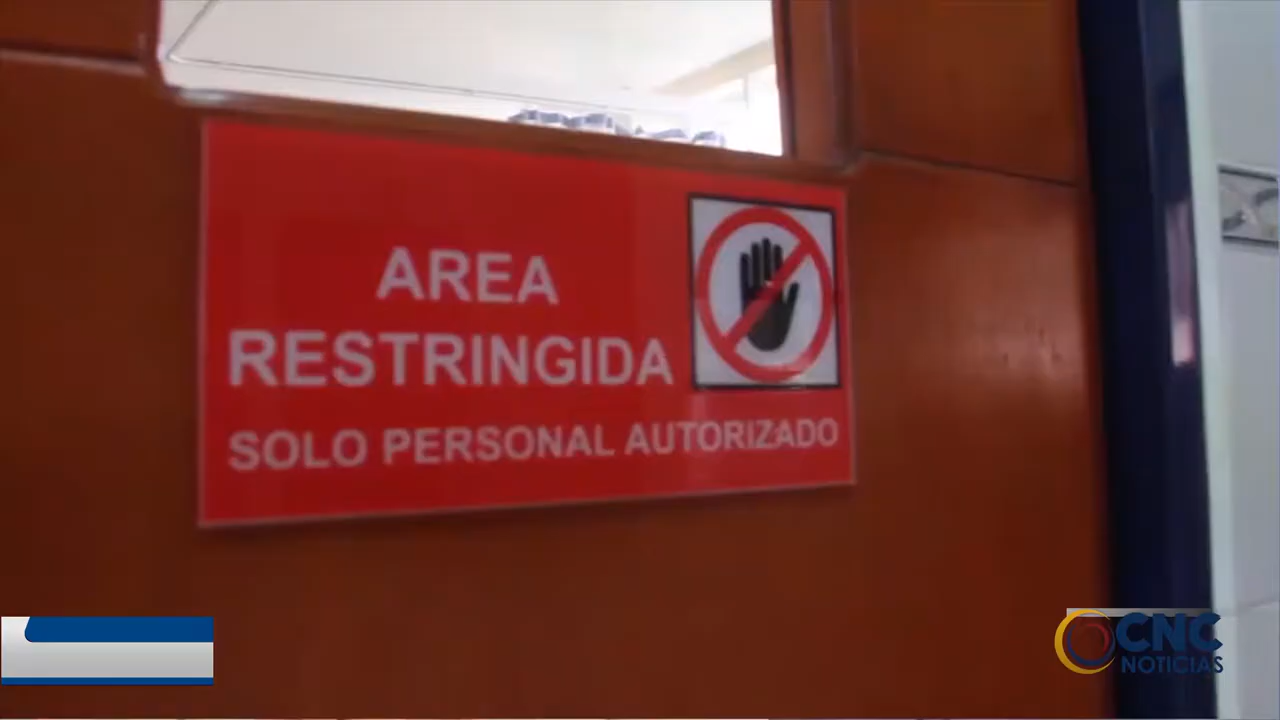 AREA
RESTRINGIDA
SOLO PERSONAL AUTORIZADO
CNC
NOTICIAS